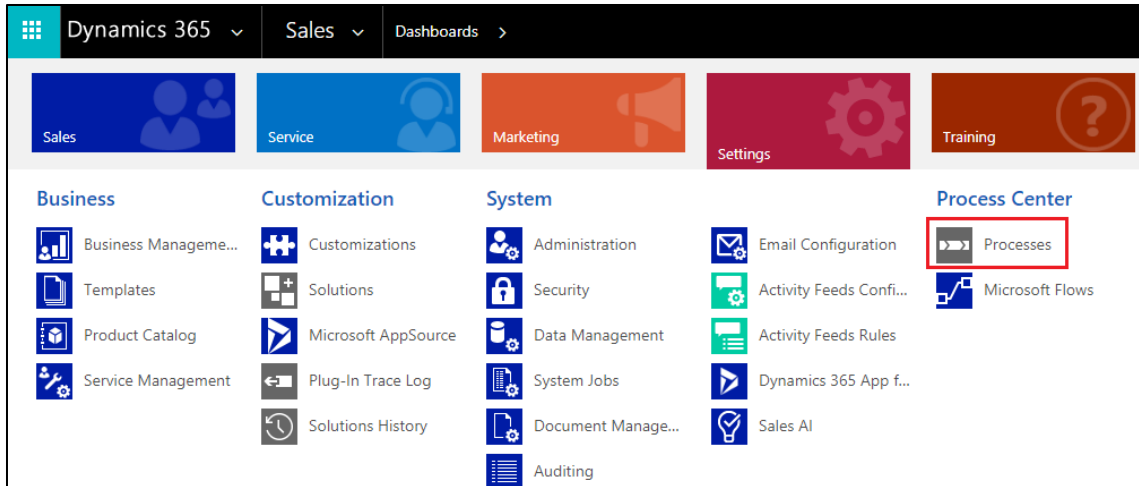 Dynamics 365 Sales Dashboards
Sales Service Marketing Settings Training
Business Customization System Process Center
Business Manageme... Customizations Administration Email Configuration Processes
Templates Solutions Security Activity Feeds Confi... Microsoft Flows
Product Catalog Microsoft AppSource Data Management Activity Feeds Rules
Service Management Plug-In Trace Log System Jobs Dynamics 365 App f...
Solutions History Document Manage... Sales AI
Auditing